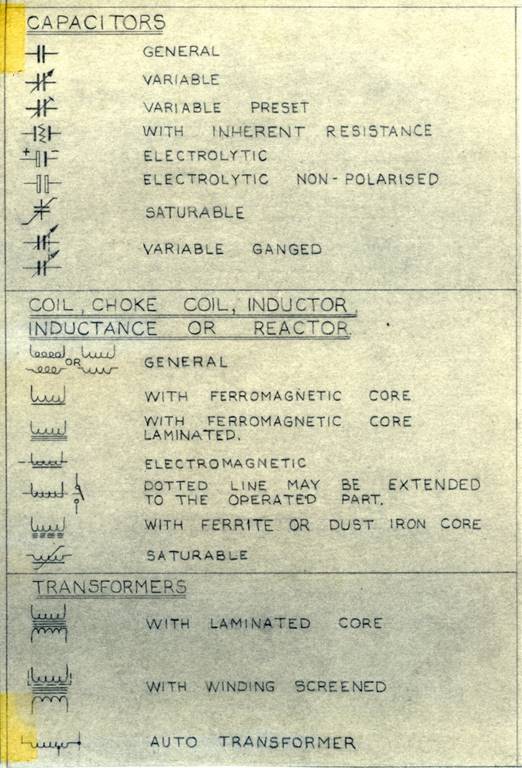 CAPACITORS
GENERAL
VARIABLE
VARIABLE PRESET
WITH INHERENT RESISTANCE
+ - ELECTROLYTIC
ELECTROLYTIC NON-POLARISED
SATURABLE
VARIABLE GANGED
COIL, CHOKE COIL, INDUCTOR,
INDUCTANCE OR REACTOR.
OR GENERAL
WITH FERROMAGNETIC CORE
WITH FERROMAGNETIC CORE
LAMINATED.
ELECTROMAGNETIC
DOTTED LINE MAY BE EXTENDED
TO THE OPERATED PART.
WITH FERRITE OR DUST IRON CORE
SATURABLE
TRANSFORMERS
WITH LAMINATED CORE
WITH WINDING SCREENED
AUTO TRANSFORMER